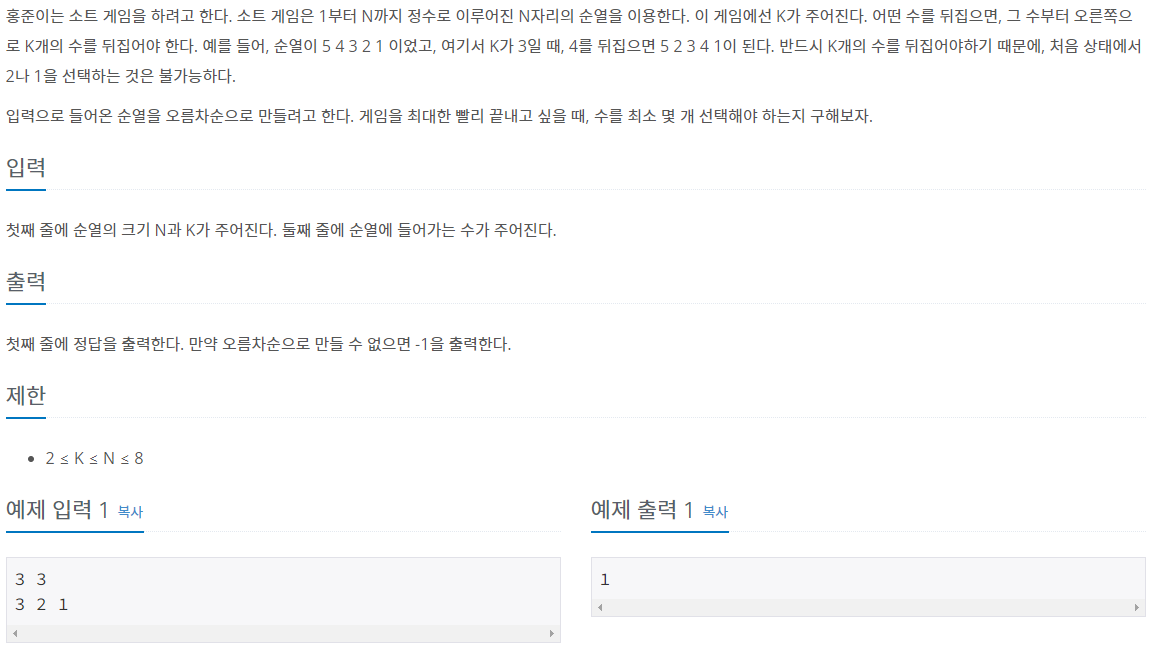 홍준이는 소트 게임을 하려고 한다. 소트 게임은 1부터 N까지 정수로 이루어진 N자리의 순열을 이용한다. 이 게임에선 K가 주어진다. 어떤 수를 뒤집으면, 그 수부터 오른쪽으
로 K개의 수를 뒤집어야 한다. 예를 들어, 순열이 5 4 3 2 1 이었고, 여기서 K가 3일 때, 4를 뒤집으면 5 2 3 4 1이 된다. 반드시 K개의 수를 뒤집어야하기 때문에, 처음 상태에서
2나 1을 선택하는 것은 불가능하다.
입력으로 들어온 순열을 오름차순으로 만들려고 한다. 게임을 최대한 빨리 끝내고 싶을 때, 수를 최소 몇 개 선택해야 하는지 구해보자.
입력
첫째 줄에 순열의 크기 N과 K가 주어진다. 둘째 줄에 순열에 들어가는 수가 주어진다.
출력
첫째 줄에 정답을 출력한다. 만약 오름차순으로 만들 수 없으면 -1을 출력한다.
제한
• 2 ≤ K ≤ N ≤ 8
예제 입력 1 복사
3 3
3 2 1
예제 출력 1 복사
1